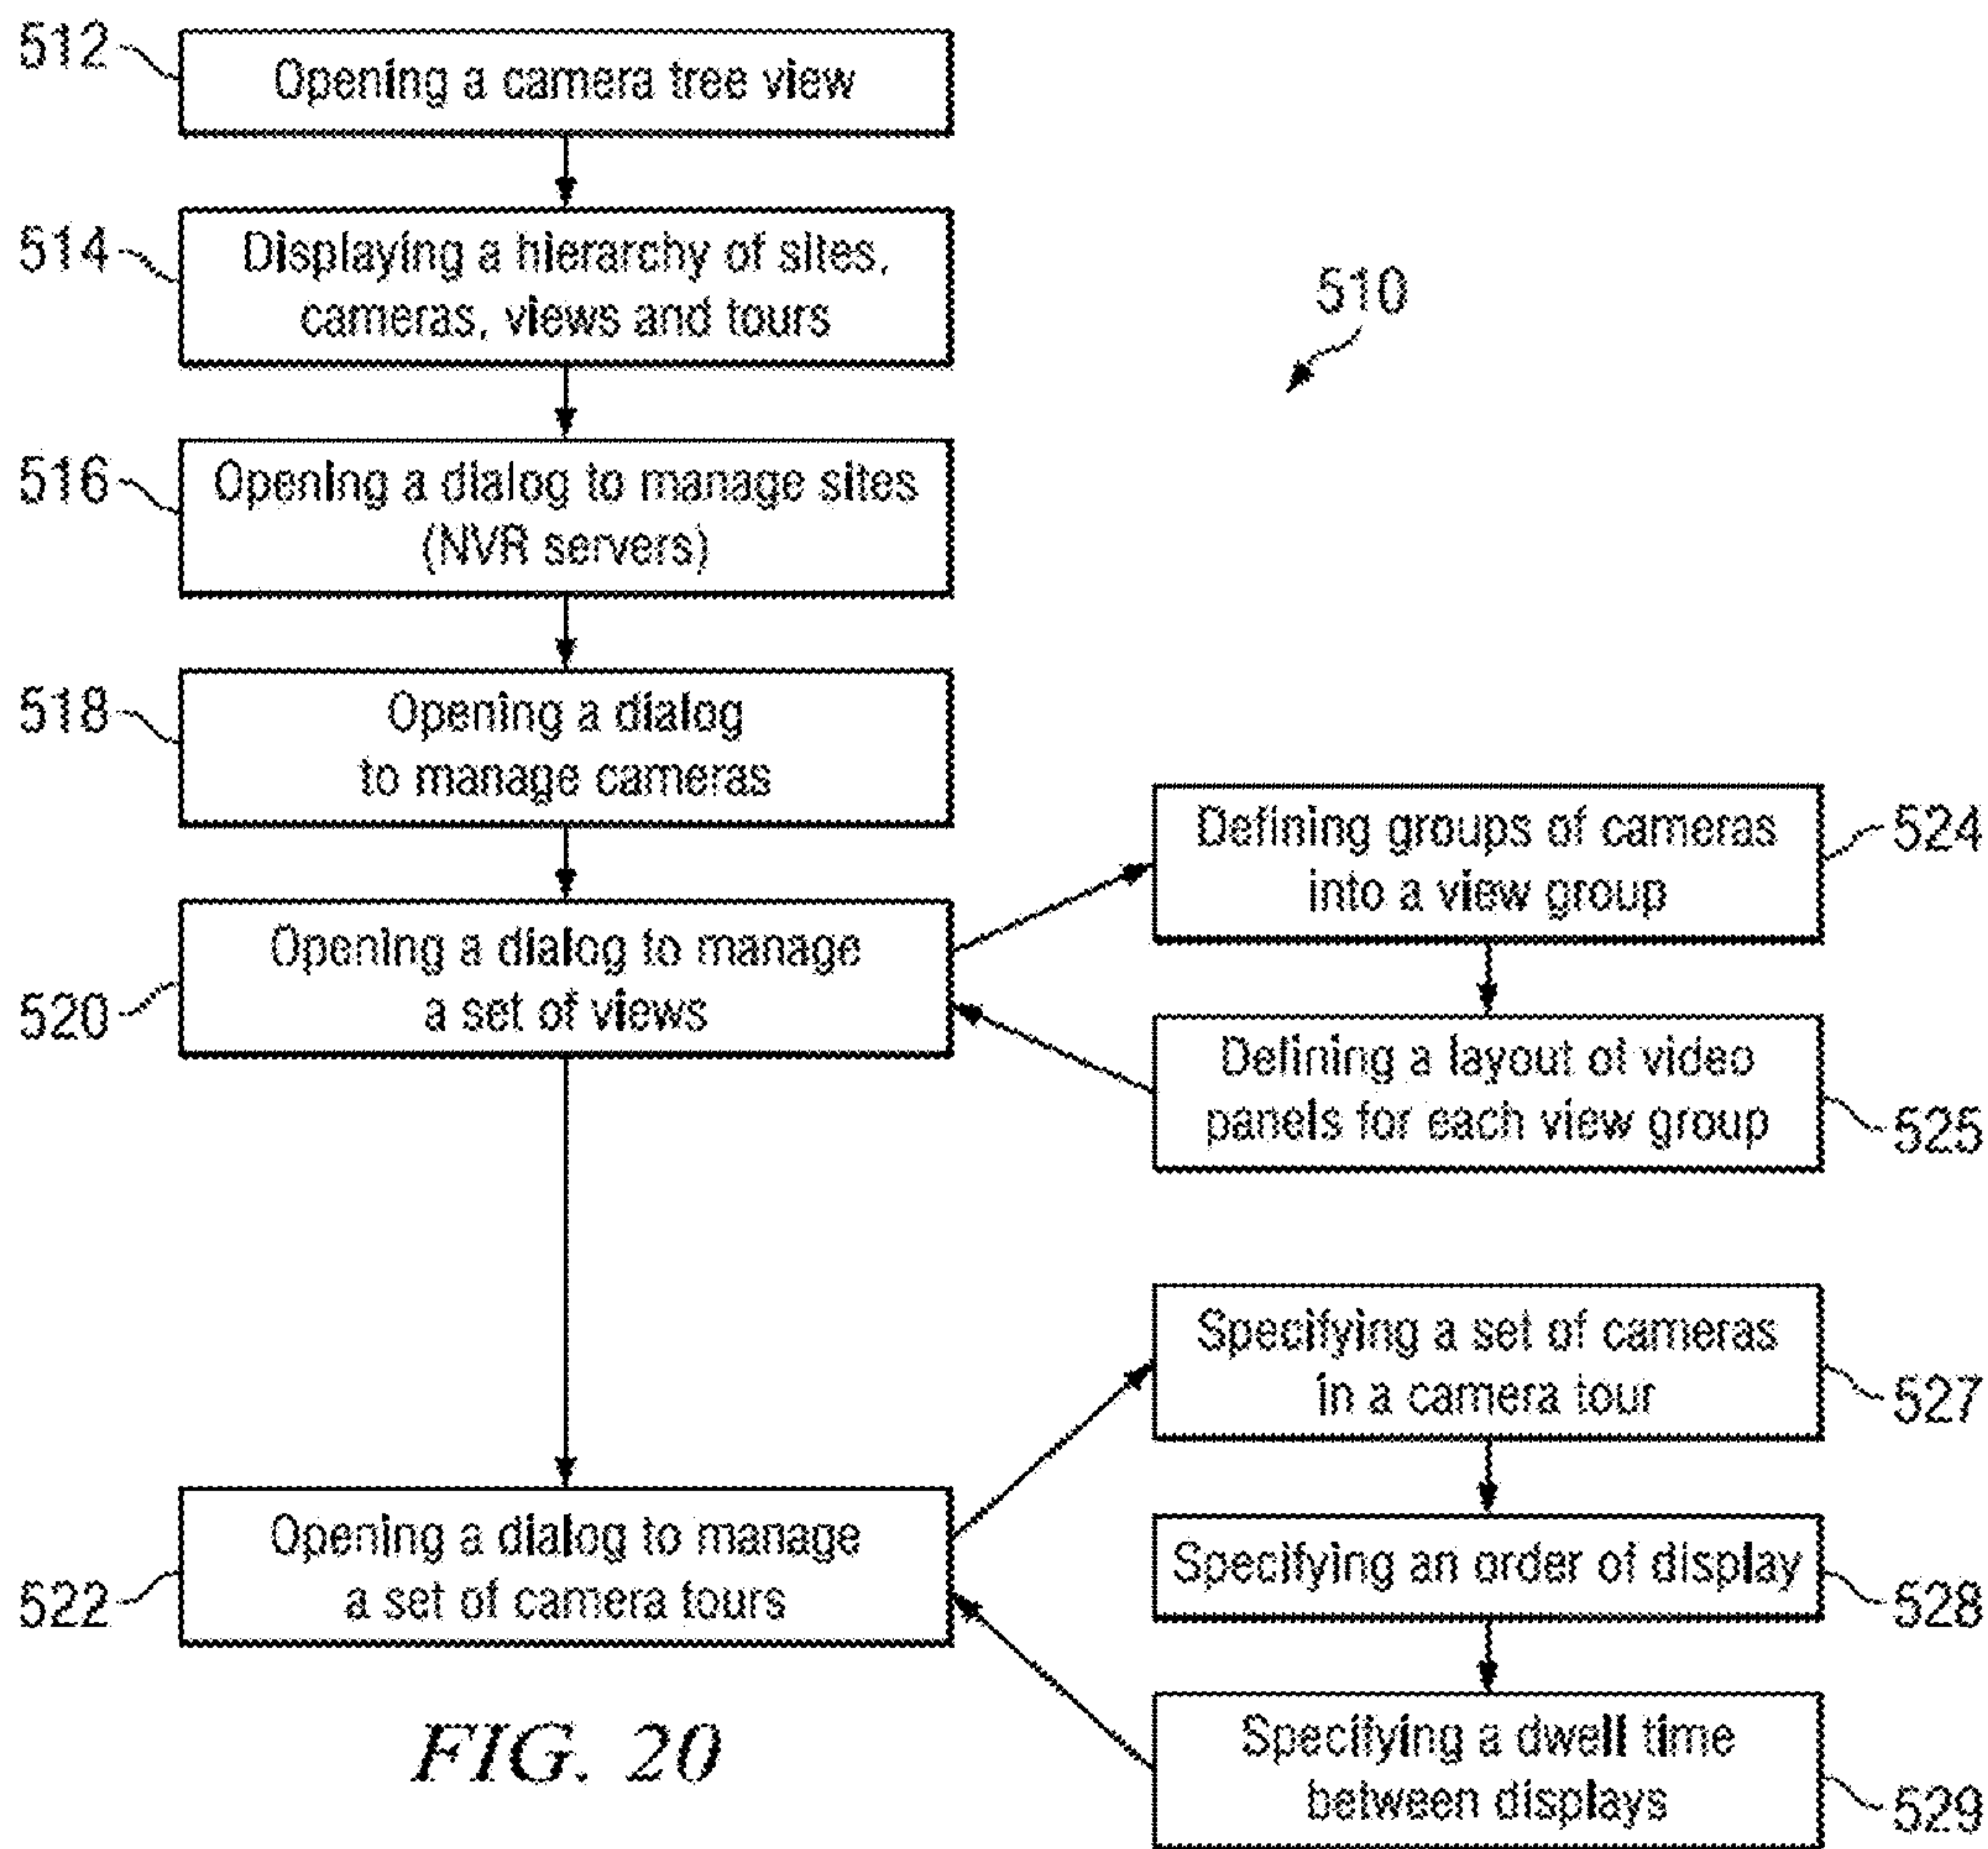 512
Opening a camera tree view
514
Displaying a hierarchy of sites,
cameras, views and tours
510
516
Opening a dialog to manage sites
(NVR servers)
518
Opening a dialog
to manage cameras
520
Opening a dialog to manage
a set of views
Defining groups of cameras
into a view group
524
Defining a layout of video
panels for each view group
525
522
Opening a dialog to manage
a set of camera tours
Specifying a set of cameras
in a camera tour
527
Specifying an order of display
528
Specifying a dwell time
between displays
529
FIG. 20